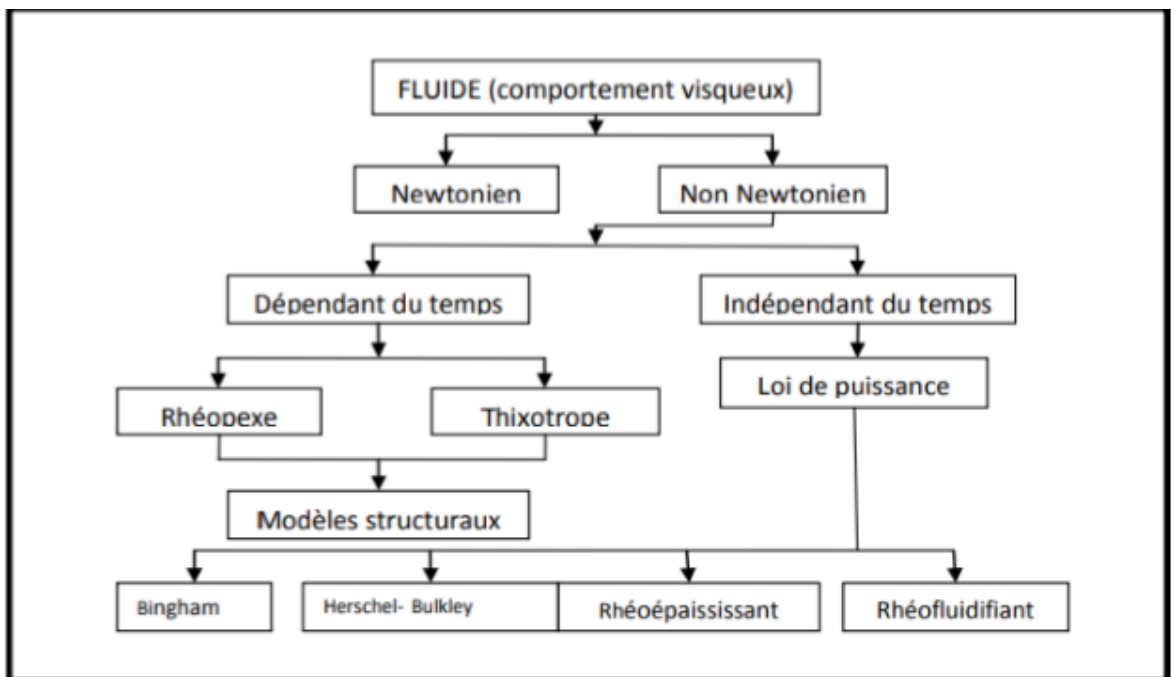 FLUIDE (comportement visqueux)
Newtonien
Non Newtonien
Dépendant du temps
Indépendant du temps
Loi de puissance
Rhéopexe
Thixotrope
Modèles structuraux
Bingham
Herschel- Bulkley
Rhéoépaississant
Rhéofluidifiant